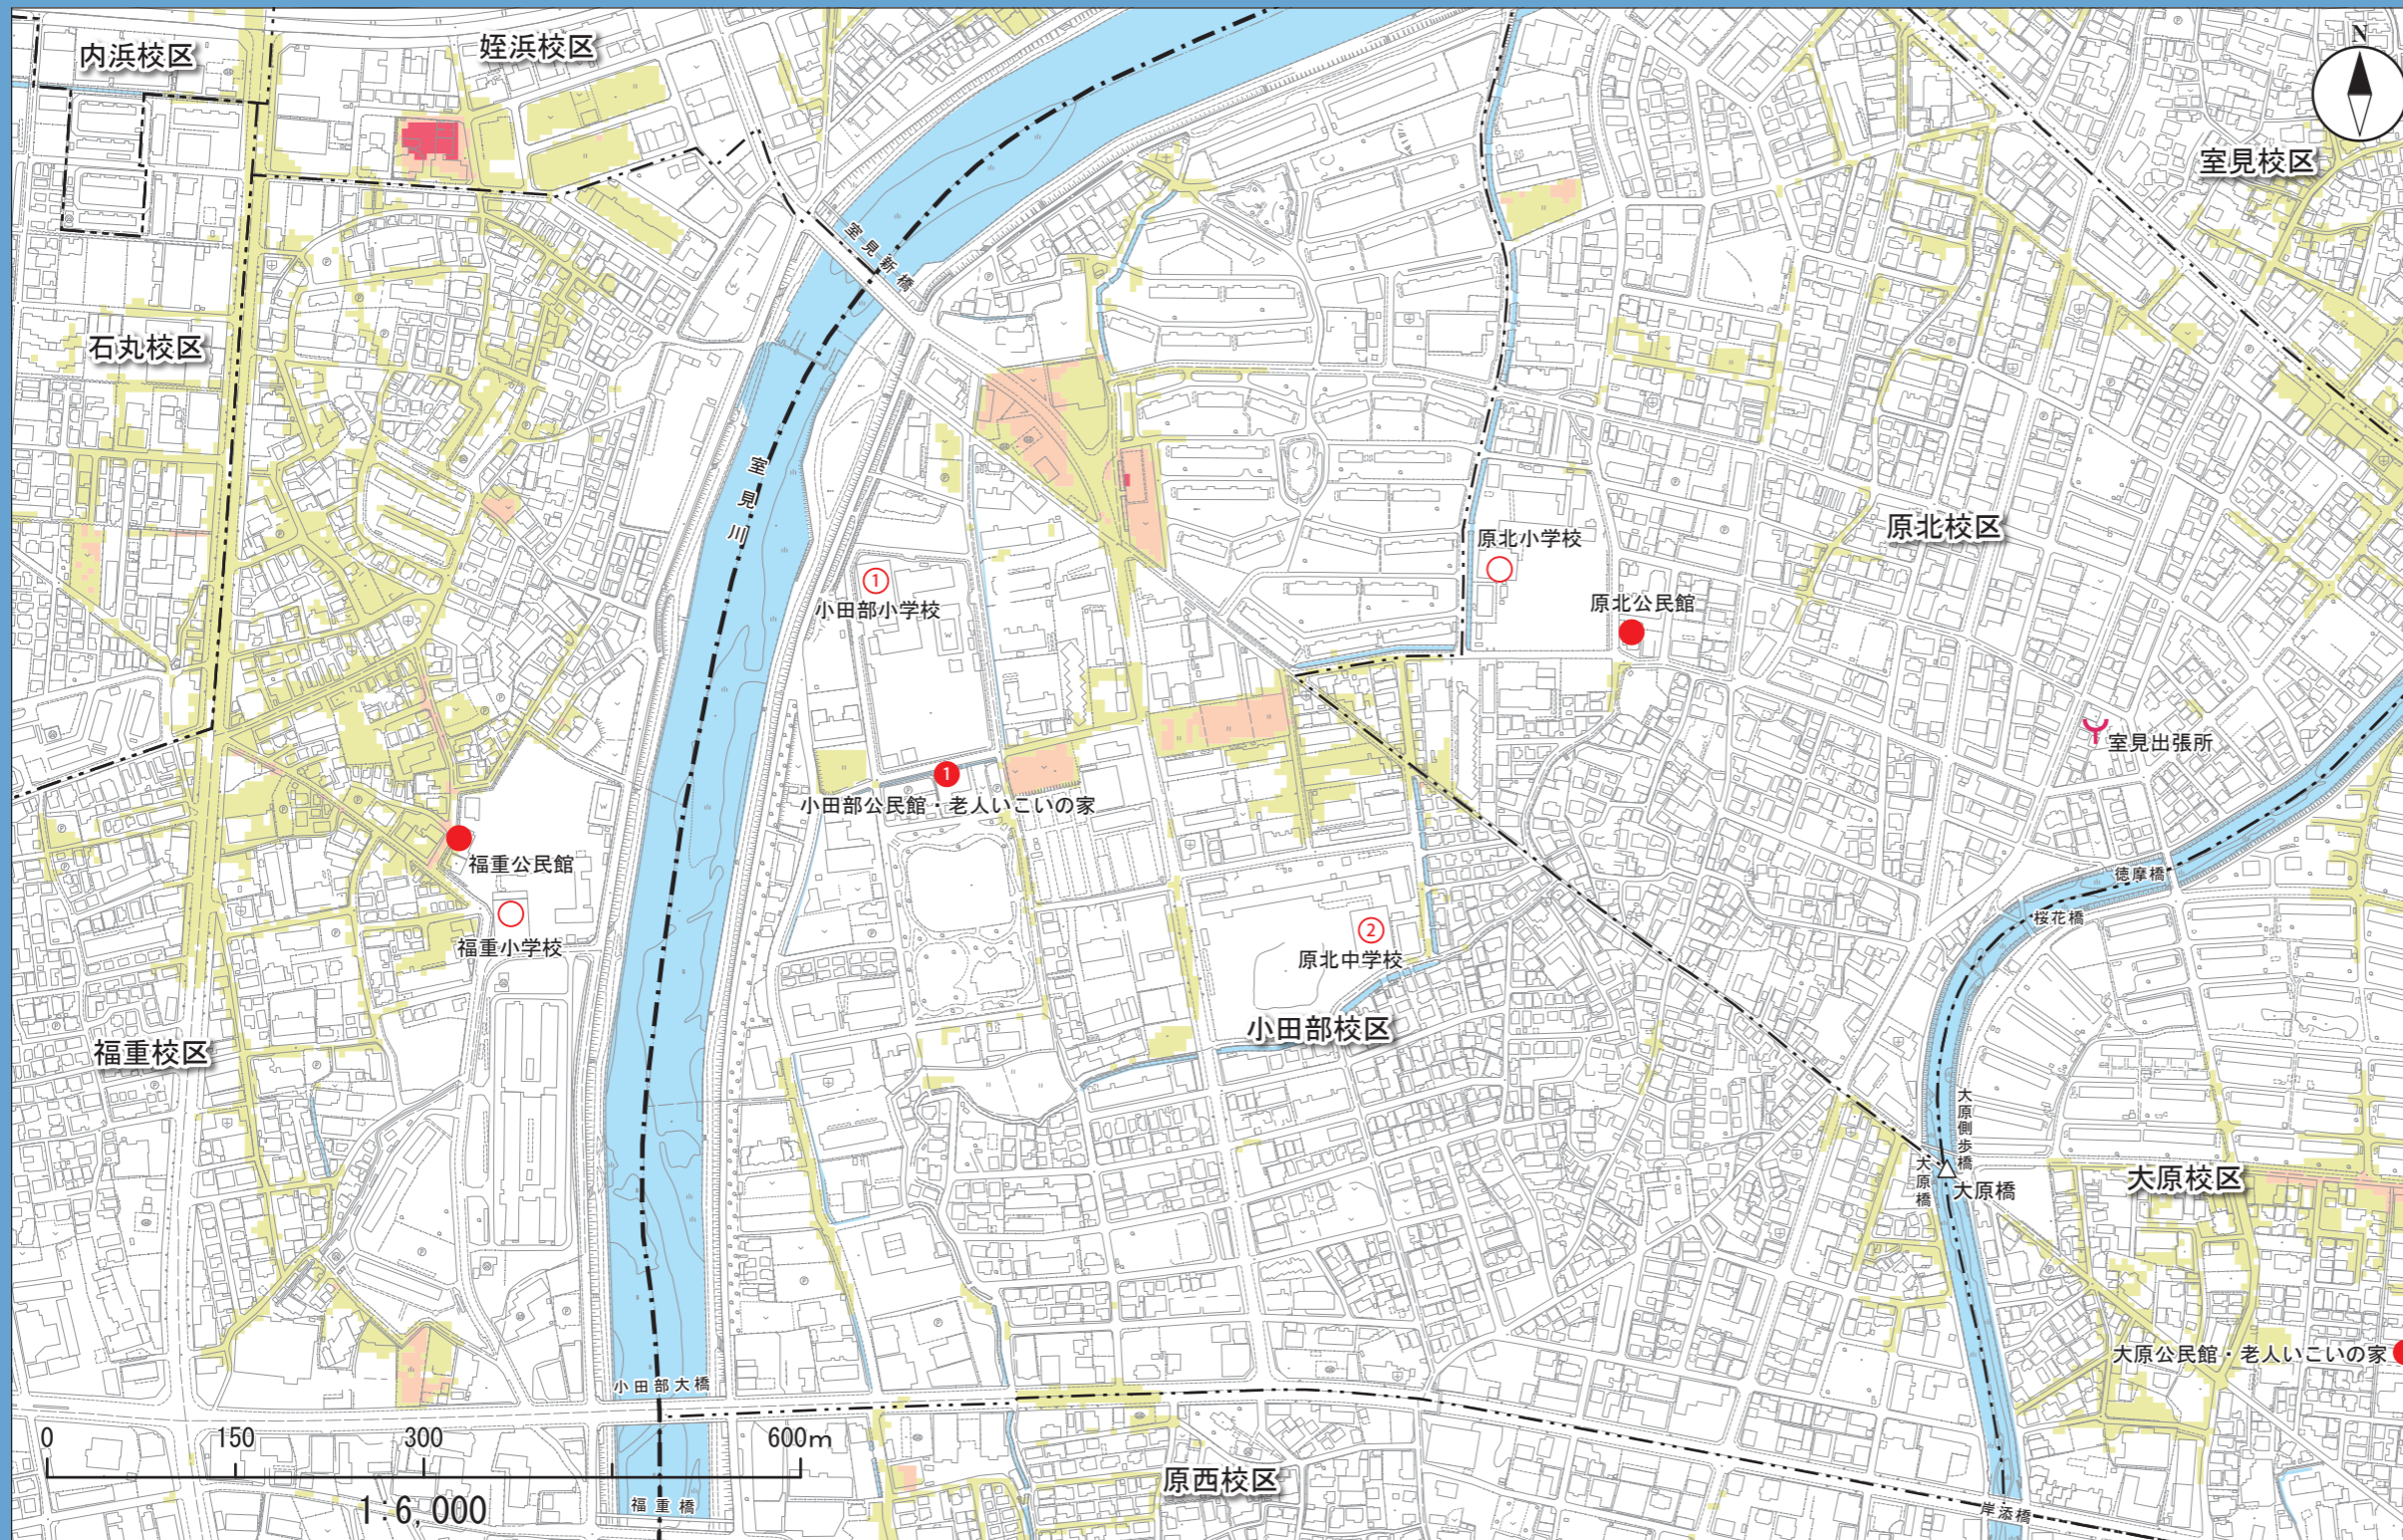 内浜校区
姪浜校区
N
室見校区
室見新橋
石丸校区
室見川
原北校区
原北小学校
①
小田部小学校
原北公民館
室見出張所
1
小田部公民館・老人いこいの家
福重公民館
徳摩橋
桜花橋
福重小学校
②
原北中学校
小田部校区
福重校区
大原側歩橋
大原橋
大原橋
大原校区
大原公民館・老人いこいの家
小田部大橋
0 150 300 600m
1:6,000
原西校区
福重橋
岸添橋